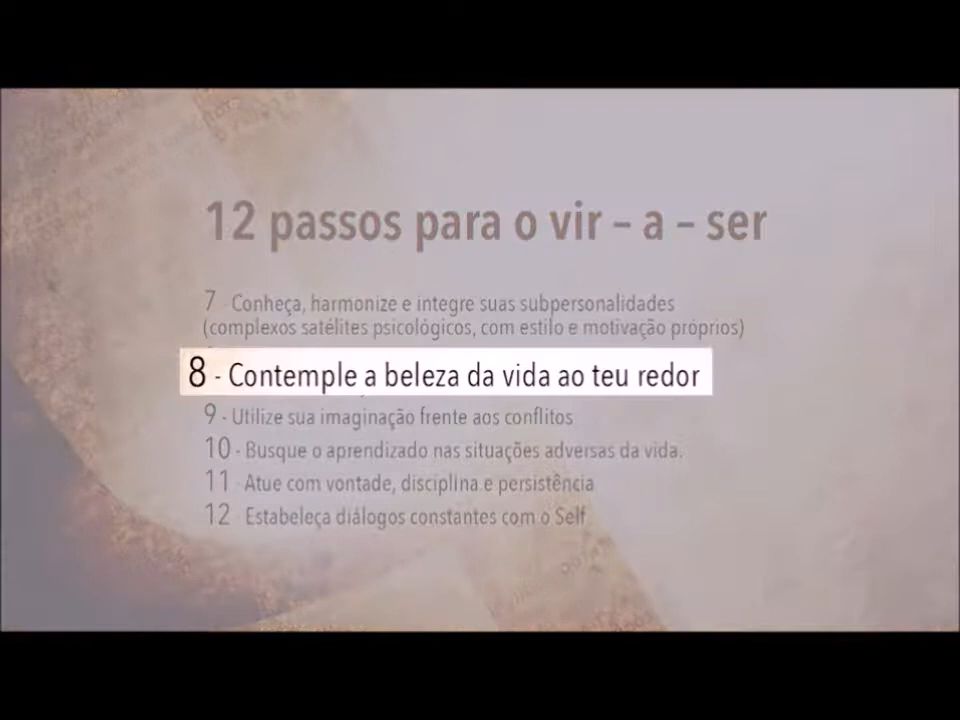 12 passos para o vir – a – ser
7 - Conheça, harmonize e integre suas subpersonalidades
(complexos satélites psicológicos, com estilo e motivação próprios)
8 - Contemple a beleza da vida ao teu redor
9 - Utilize sua imaginação frente aos conflitos
10 - Busque o aprendizado nas situações adversas da vida.
11 - Atue com vontade, disciplina e persistência
12 - Estabeleça diálogos constantes com o Self